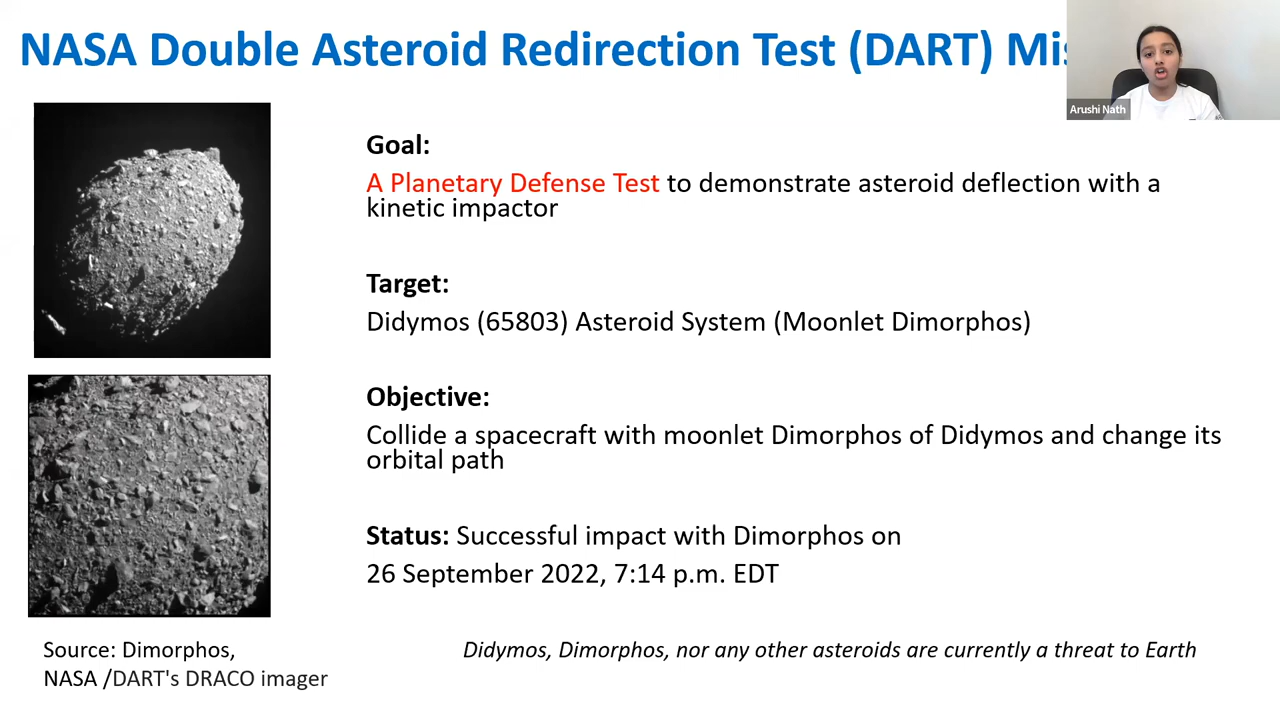 NASA Double Asteroid Redirection Test (DART) Mis
Arushi Nath
Goal:
A Planetary Defense Test to demonstrate asteroid deflection with a
kinetic impactor
Target:
Didymos (65803) Asteroid System (Moonlet Dimorphos)
Objective:
Collide a spacecraft with moonlet Dimorphos of Didymos and change its
orbital path
Status: Successful impact with Dimorphos on
26 September 2022, 7:14 p.m. EDT
Source: Dimorphos,
NASA /DART's DRACO imager
Didymos, Dimorphos, nor any other asteroids are currently a threat to Earth